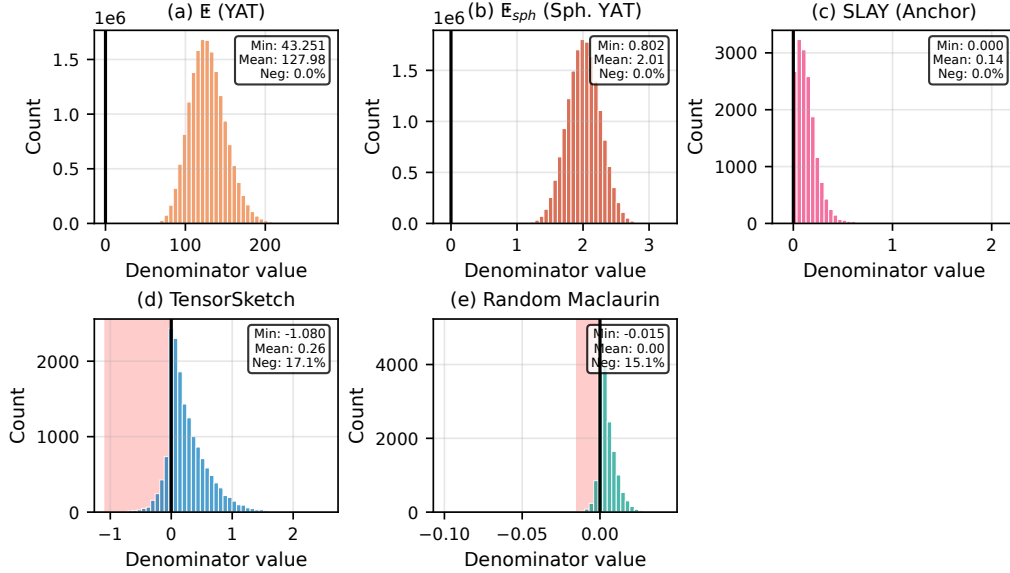 (a) ⵟ (YAT)
1e6
Min: 43.251
Mean: 127.98
Neg: 0.0%
1.5
1.0
0.5
0.0
Count
0
100
200
Denominator value
(b) ⵟsph (Sph. YAT)
1e6
Min: 0.802
Mean: 2.01
Neg: 0.0%
1.5
1.0
0.5
0.0
Count
0
1
2
3
Denominator value
(c) SLAY (Anchor)
Min: 0.000
Mean: 0.14
Neg: 0.0%
3000
2000
1000
0
Count
0
1
2
Denominator value
(d) TensorSketch
Min: -1.080
Mean: 0.26
Neg: 17.1%
2000
1000
0
Count
−1
0
1
2
Denominator value
(e) Random Maclaurin
Min: -0.015
Mean: 0.00
Neg: 15.1%
4000
2000
0
Count
−0.10
−0.05
0.00
Denominator value